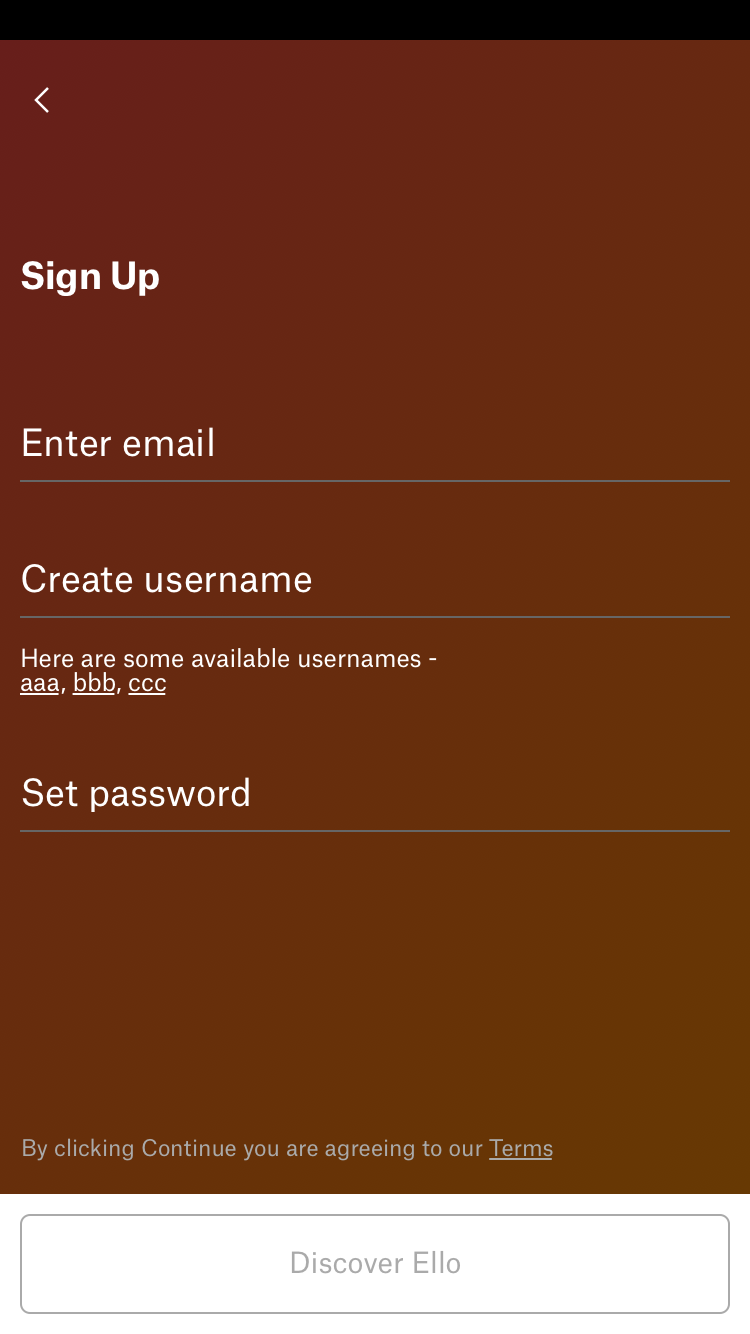 Sign Up
Enter email
Create username
Here are some available usernames -
aaa, bbb, ccc
Set password
By clicking Continue you are agreeing to our Terms
Discover Ello